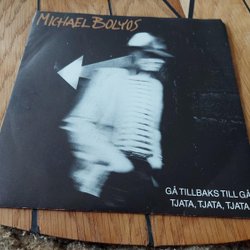 MICHAEL BOLYOS
GÅ TILLBAKS TILL GÅ
TJATA, TJATA, TJATA